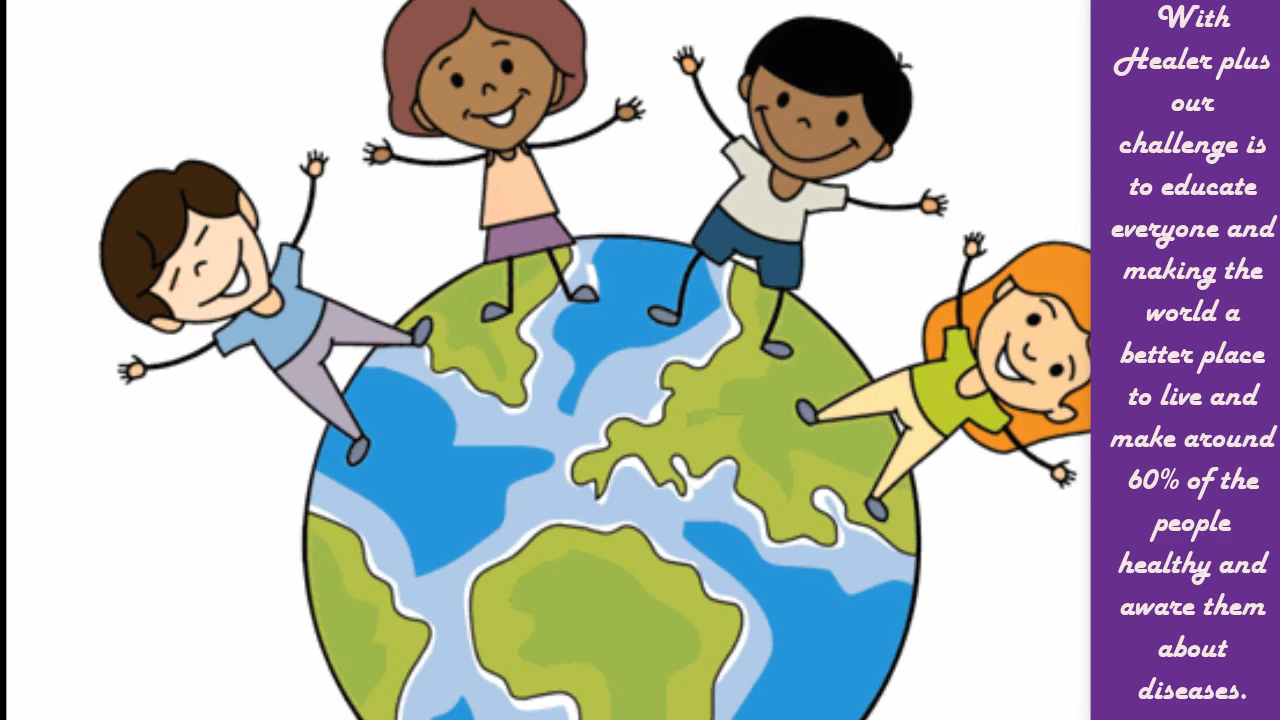 With
Healer plus
our
challenge is
to educate
everyone and
making the
world a
better place
to live and
make around
60% of the
people
healthy and
aware them
about
diseases.